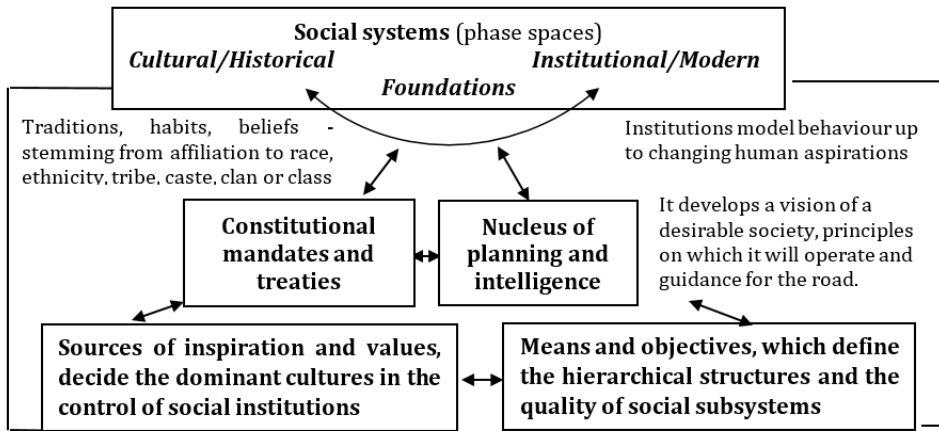 Social systems (phase spaces)
Cultural/Historical Institutional/Modern
Foundations
Traditions, habits, beliefs -
stemming from affiliation to race,
ethnicity, tribe, caste, clan or class
Institutions model behaviour up
to changing human aspirations
Constitutional
mandates and
treaties
Nucleus of
planning and
intelligence
It develops a vision of a
desirable society, principles
on which it will operate and
guidance for the road.
Sources of inspiration and values,
decide the dominant cultures in the
control of social institutions
Means and objectives, which define
the hierarchical structures and the
quality of social subsystems